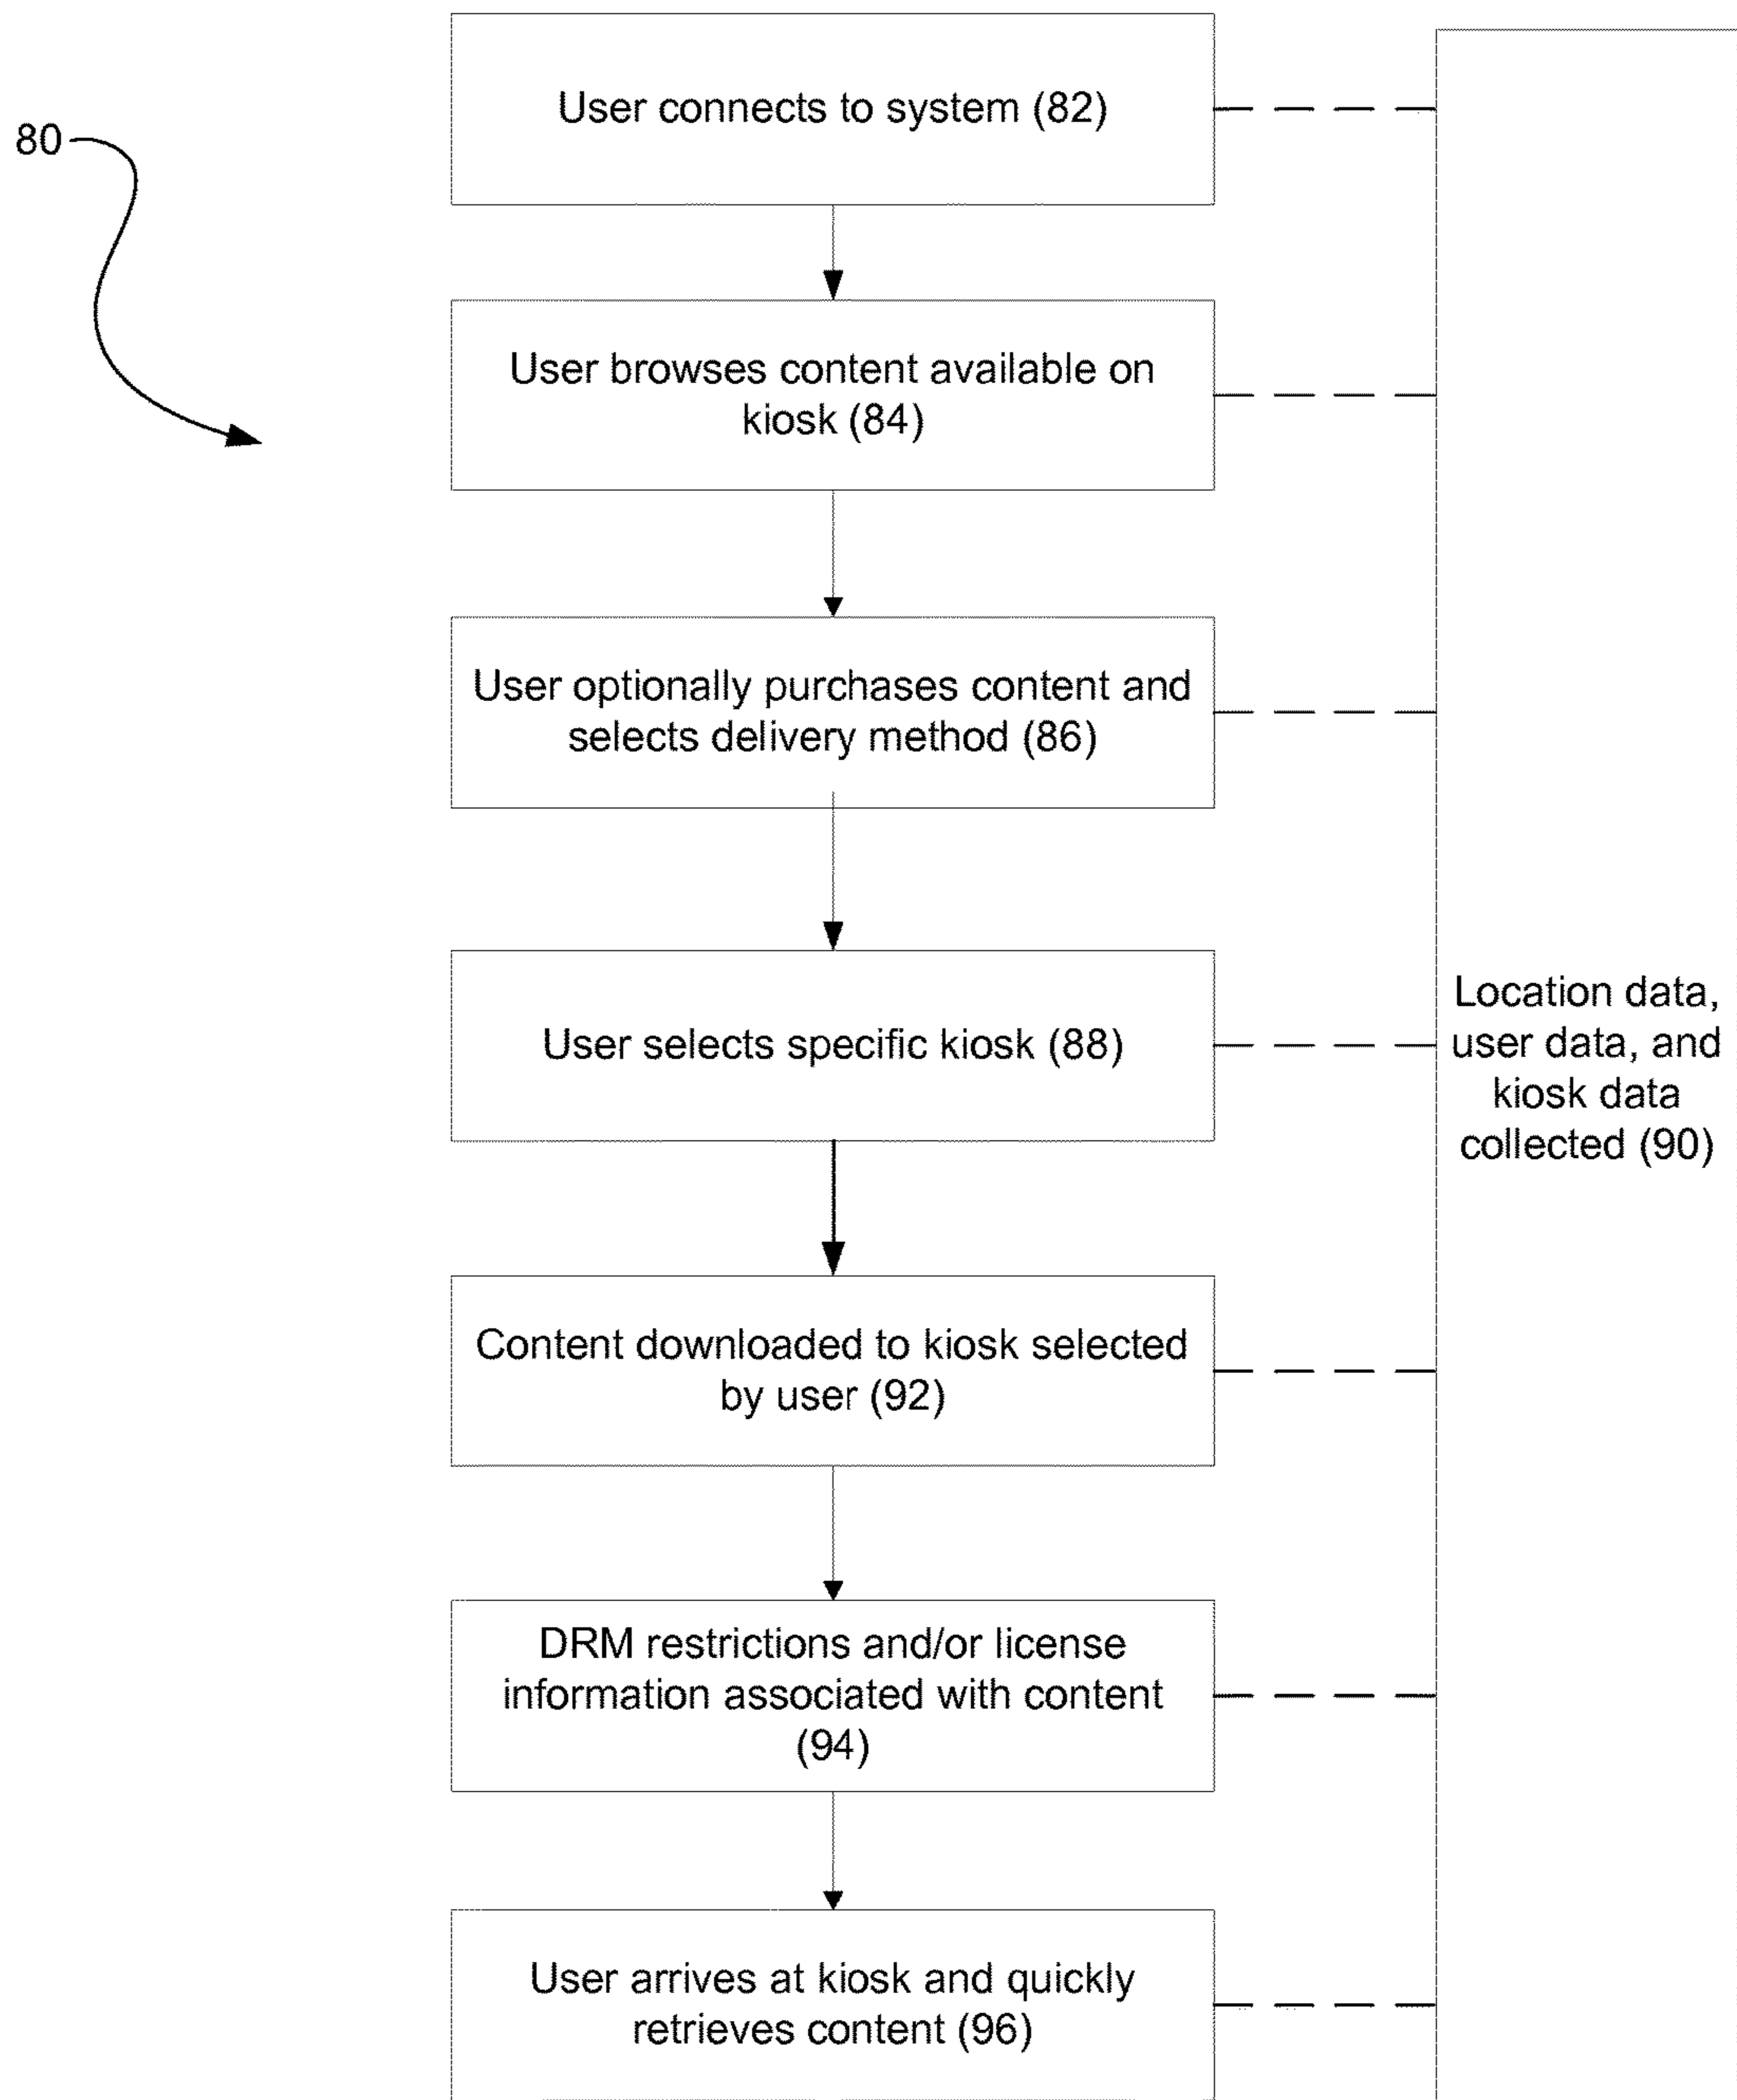 80
User connects to system (82)
User browses content available on
kiosk (84)
User optionally purchases content and
selects delivery method (86)
User selects specific kiosk (88)
Location data,
user data, and
kiosk data
collected (90)
Content downloaded to kiosk selected
by user (92)
DRM restrictions and/or license
information associated with content
(94)
User arrives at kiosk and quickly
retrieves content (96)